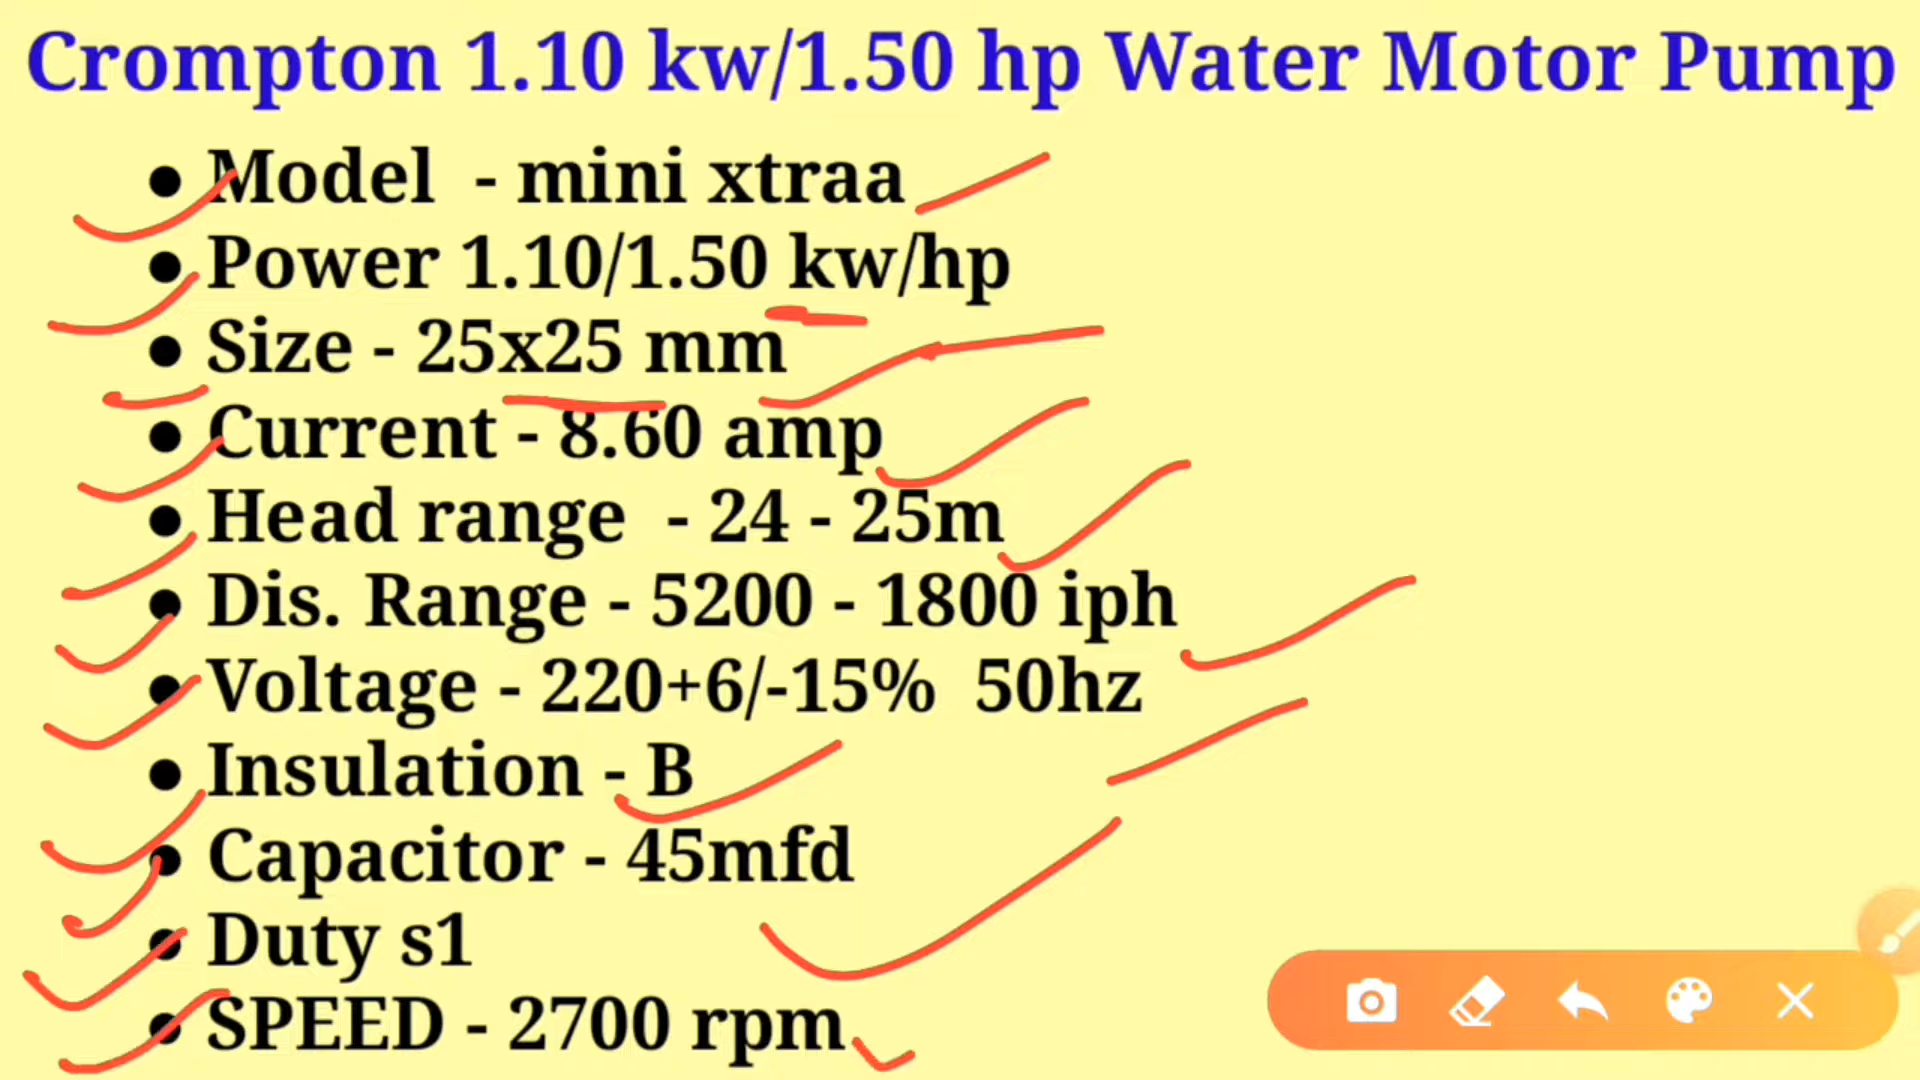 Crompton 1.10 kw/1.50 hp Water Motor Pump
● Model - mini xtraa
● Power 1.10/1.50 kw/hp
● Size - 25x25 mm
● Current - 8.60 amp
● Head range - 24 - 25m
● Dis. Range - 5200 - 1800 iph
● Voltage - 220+6/-15% 50hz
● Insulation - B
● Capacitor - 45mfd
● Duty s1
● SPEED - 2700 rpm